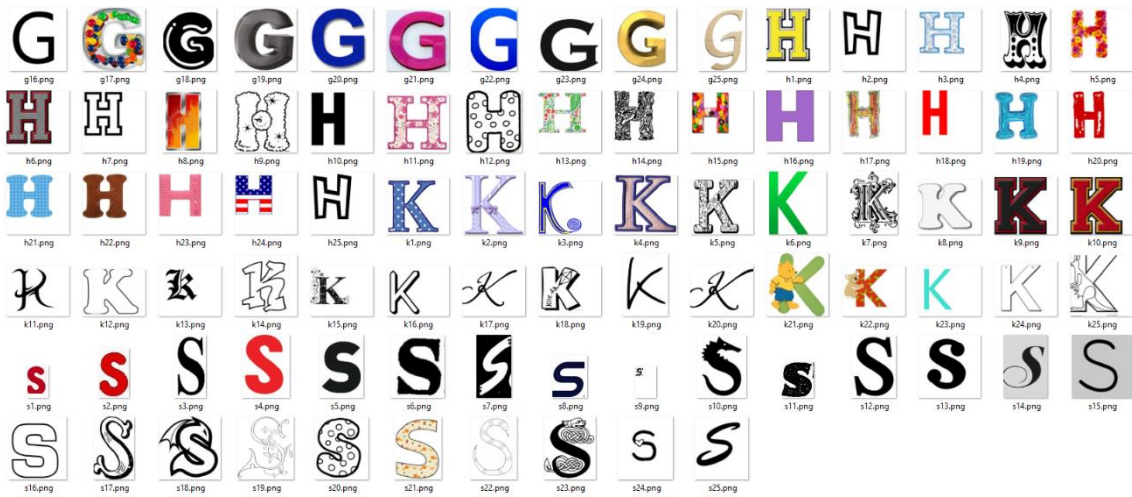 G G G G G G G G G G H H H H H
g16.png g17.png g18.png g19.png g20.png g21.png g22.png g23.png g24.png g25.png h1.png h2.png h3.png h4.png h5.png
H H H H H H H H H H H H H H H
h6.png h7.png h8.png h9.png h10.png h11.png h12.png h13.png h14.png h15.png h16.png h17.png h18.png h19.png h20.png
H H H H H K K K K K K K K K K
h21.png h22.png h23.png h24.png h25.png k1.png k2.png k3.png k4.png k5.png k6.png k7.png k8.png k9.png k10.png
K K K K K K K K K K K K K K K
k11.png k12.png k13.png k14.png k15.png k16.png k17.png k18.png k19.png k20.png k21.png k22.png k23.png k24.png k25.png
S S S S S S S S S S S S S S S
s1.png s2.png s3.png s4.png s5.png s6.png s7.png s8.png s9.png s10.png s11.png s12.png s13.png s14.png s15.png
S S S S S S S S S S
s16.png s17.png s18.png s19.png s20.png s21.png s22.png s23.png s24.png s25.png